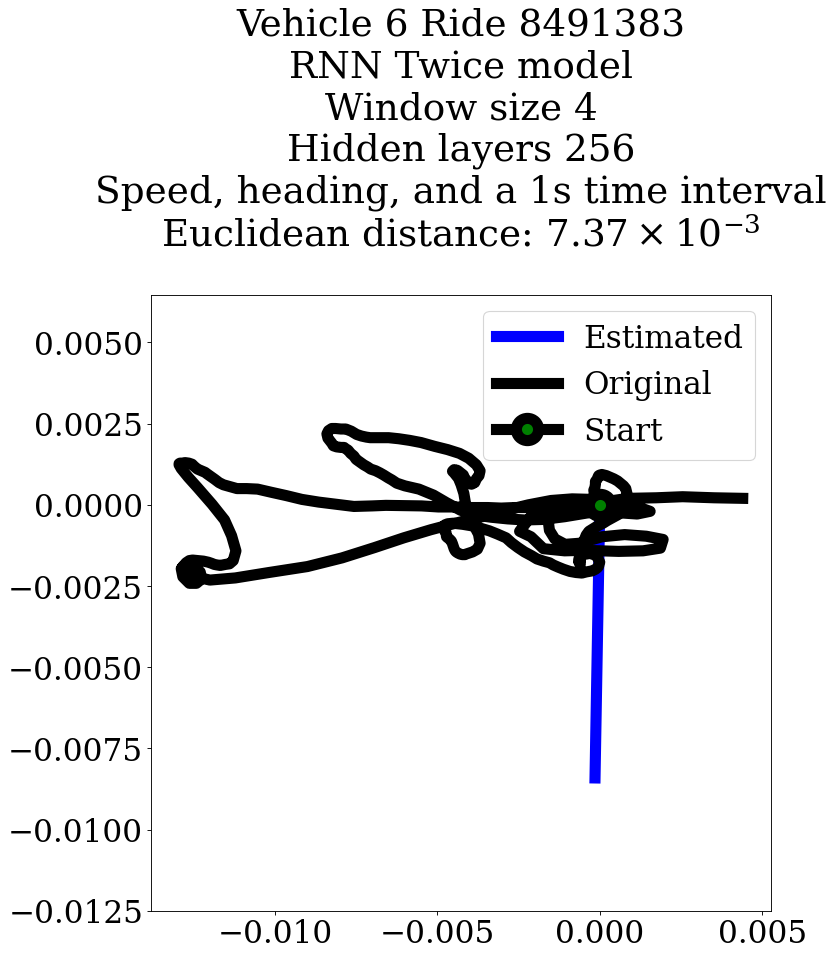 Vehicle 6 Ride 8491383
RNN Twice model
Window size 4
Hidden layers 256
Speed, heading, and a 1s time interval
Euclidean distance: 7.37 × 10⁻³
Estimated
Original
Start
0.0050
0.0025
0.0000
−0.0025
−0.0050
−0.0075
−0.0100
−0.0125
−0.010 −0.005 0.000 0.005